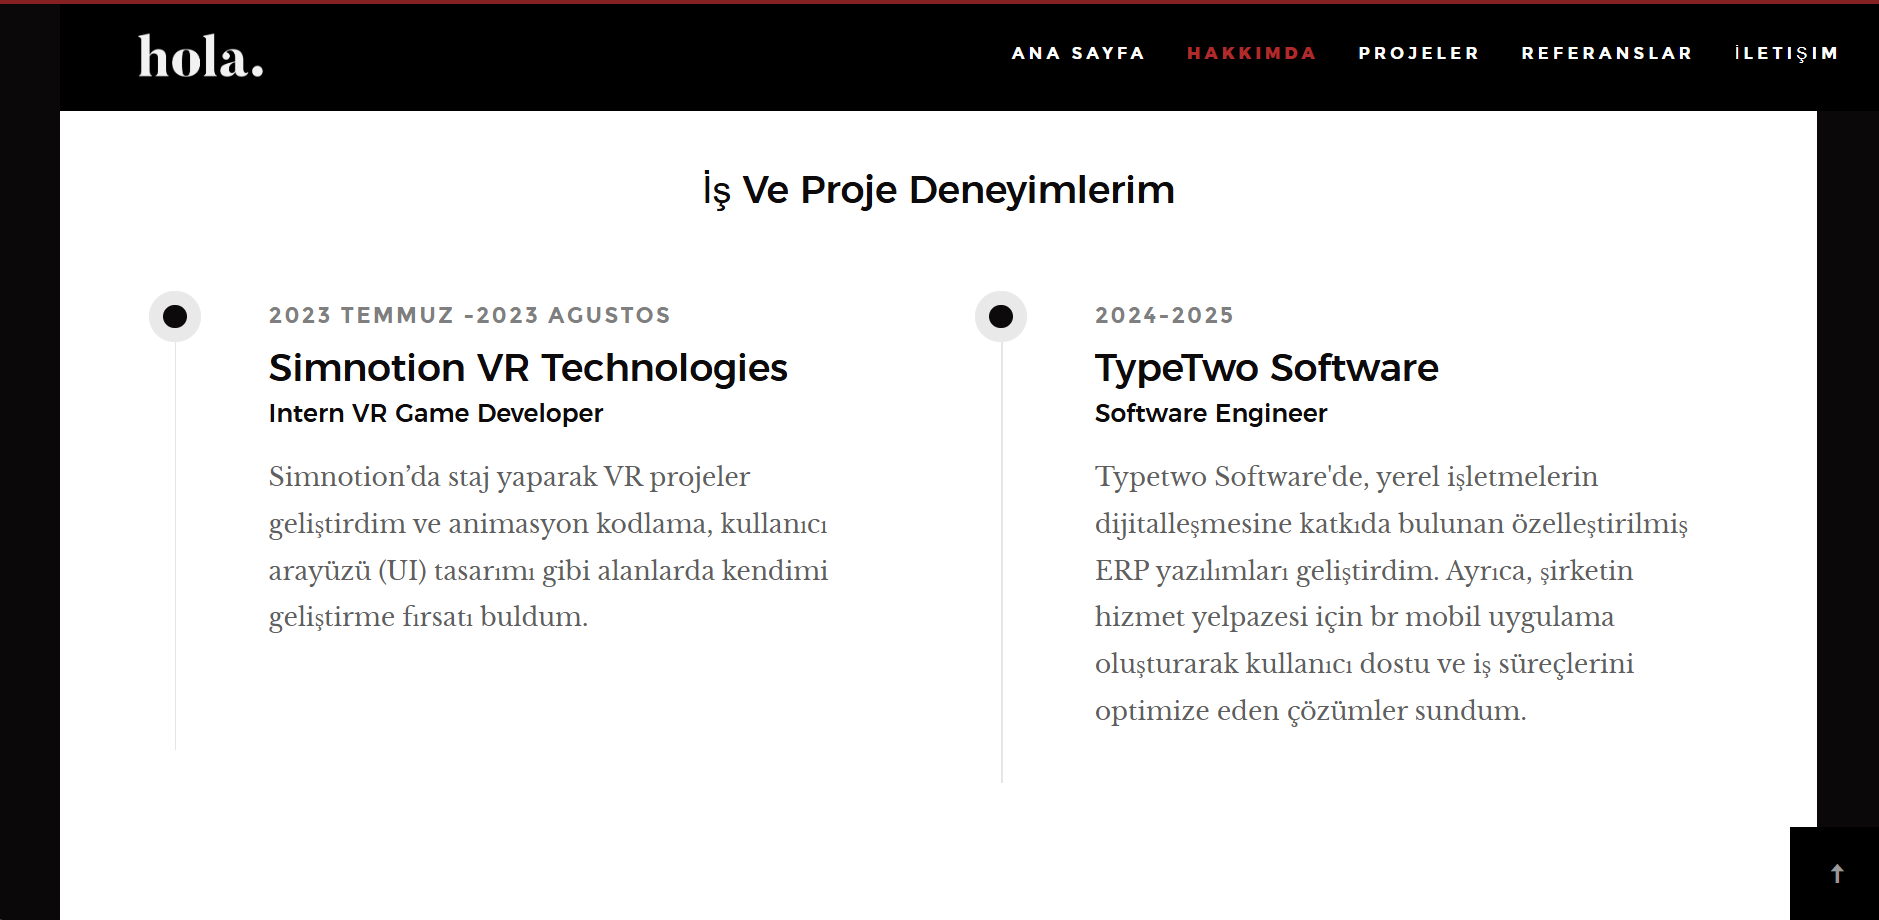 hola.
ANA SAYFA HAKKIMDA PROJELER REFERANSLAR İLETIŞIM
İş Ve Proje Deneyimlerim
2023 TEMMUZ -2023 AGUSTOS
Simnotion VR Technologies
Intern VR Game Developer
Simnotion’da staj yaparak VR projeler
geliştirdim ve animasyon kodlama, kullanıcı
arayüzü (UI) tasarımı gibi alanlarda kendimi
geliştirme fırsatı buldum.
2024-2025
TypeTwo Software
Software Engineer
Typetwo Software'de, yerel işletmelerin
dijitalleşmesine katkıda bulunan özelleştirilmiş
ERP yazılımları geliştirdim. Ayrıca, şirketin
hizmet yelpazesi için br mobil uygulama
oluşturarak kullanıcı dostu ve iş süreçlerini
optimize eden çözümler sundum.